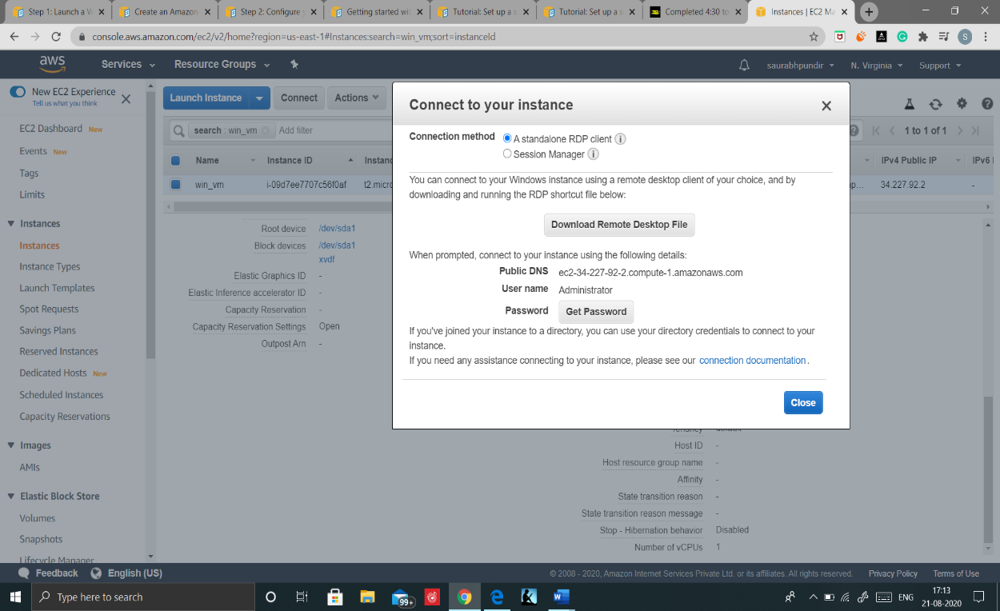 Step 1: Launch a V
Create an Amazon
Step 2: Configure y
Getting started wit
Tutorial: Set up a s
Tutorial: Set up a s
Completed 4:30 to
Instances | EC2 Ma
console.aws.amazon.com/ec2/v2/home?region=us-east-1#Instances:search=win_vm;sort=instanceId
S
aws
Services
Resource Groups
saurabhpundir
N. Virginia
Support
New EC2 Experience
Tell us what you think
EC2 Dashboard New
Events New
Tags
Limits
Instances
Instances
Instance Types
Launch Templates
Spot Requests
Savings Plans
Reserved Instances
Dedicated Hosts New
Scheduled Instances
Capacity Reservations
Images
AMIs
Elastic Block Store
Volumes
Snapshots
Lifecycle Manager
Launch Instance
Connect
Actions
search : win_vm
Add filter
1 to 1 of 1
Name
Instance ID
Instanc
IPv4 Public IP
IPv6 I
win_vm
i-09d7ee7707c56f0af
t2.micro
p...
34.227.92.2
-
Root device /dev/sda1
Block devices /dev/sda1
xvdf
Elastic Graphics ID -
Elastic Inference accelerator ID -
Capacity Reservation -
Capacity Reservation Settings Open
Outpost Arn -
Connect to your instance
Connection method
A standalone RDP client
Session Manager
You can connect to your Windows instance using a remote desktop client of your choice, and by
downloading and running the RDP shortcut file below:
Download Remote Desktop File
When prompted, connect to your instance using the following details:
Public DNS ec2-34-227-92-2.compute-1.amazonaws.com
User name Administrator
Password Get Password
If you've joined your instance to a directory, you can use your directory credentials to connect to your
instance.
If you need any assistance connecting to your instance, please see our connection documentation.
Close
Tenancy default
Host ID -
Host resource group name -
Affinity -
State transition reason -
State transition reason message -
Stop - Hibernation behavior Disabled
Number of vCPUs 1
Feedback
English (US)
© 2008 - 2020, Amazon Internet Services Private Ltd. or its affiliates. All rights reserved.
Privacy Policy
Terms of Use
Type here to search
99+
ENG
17:13
21-08-2020